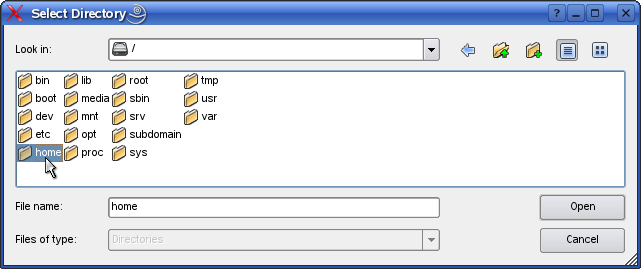 Select Directory
Look in: /
bin lib root tmp
boot media sbin usr
dev mnt srv var
etc opt subdomain
home proc sys
File name: home Open
Files of type: Directories Cancel